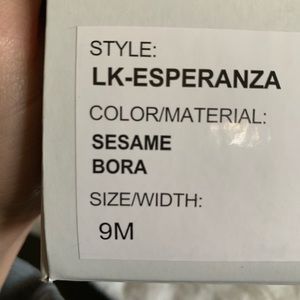 STYLE:
LK-ESPERANZA
COLOR/MATERIAL:
SESAME
BORA
SIZE/WIDTH:
9M